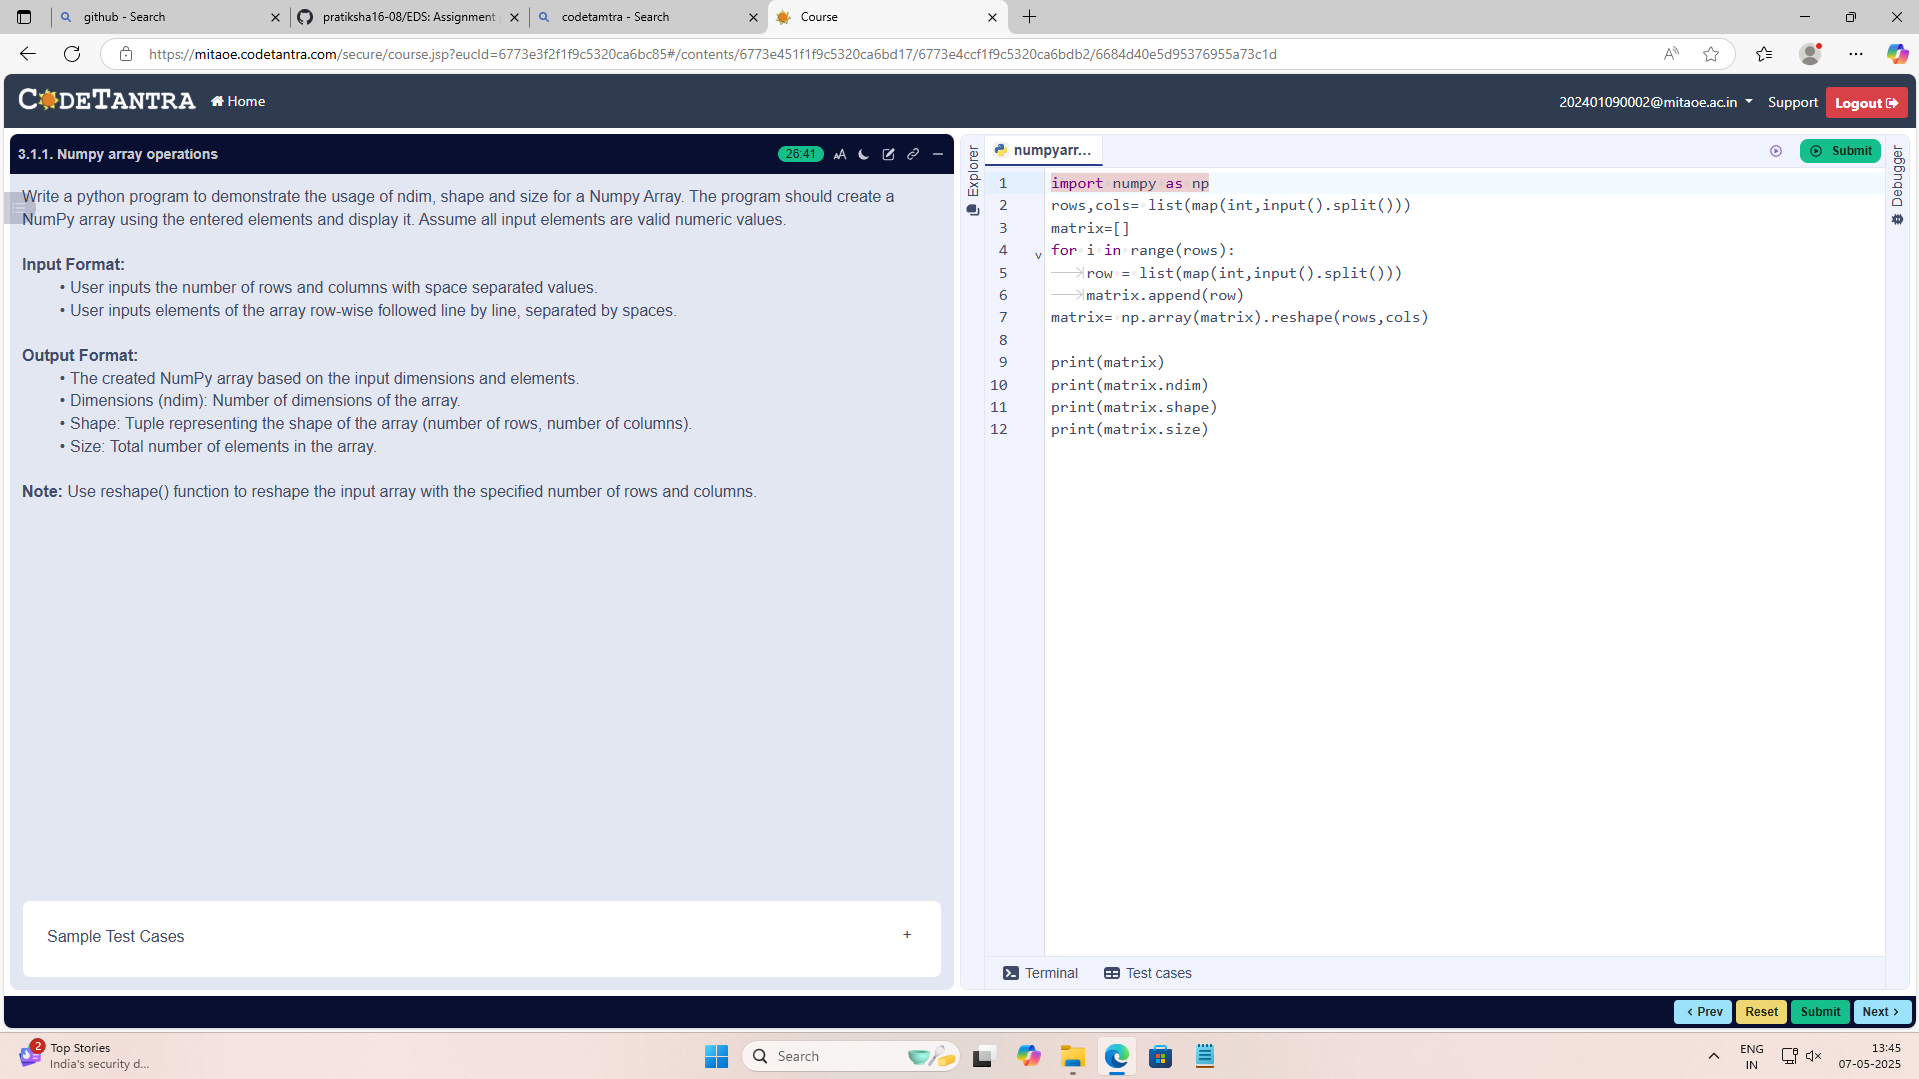 github - Search
pratiksha16-08/EDS: Assignment
codetamtra - Search
Course
https://mitaoe.codetantra.com/secure/course.jsp?eucId=6773e3f2f1f9c5320ca6bc85#/contents/6773e451f1f9c5320ca6bd17/6773e4ccf1f9c5320ca6bdb2/6684d40e5d95376955a73c1d
CODETANTRA
Home
202401090002@mitaoe.ac.in
Support
Logout
3.1.1. Numpy array operations
26:41
AA
Write a python program to demonstrate the usage of ndim, shape and size for a Numpy Array. The program should create a
NumPy array using the entered elements and display it. Assume all input elements are valid numeric values.
Input Format:
• User inputs the number of rows and columns with space separated values.
• User inputs elements of the array row-wise followed line by line, separated by spaces.
Output Format:
• The created NumPy array based on the input dimensions and elements.
• Dimensions (ndim): Number of dimensions of the array.
• Shape: Tuple representing the shape of the array (number of rows, number of columns).
• Size: Total number of elements in the array.
Note: Use reshape() function to reshape the input array with the specified number of rows and columns.
Sample Test Cases
+
Explorer
numpyarr...
Submit
Debugger
1 import numpy as np
2 rows,cols= list(map(int,input().split()))
3 matrix=[]
4 for i in range(rows):
5 row = list(map(int,input().split()))
6 matrix.append(row)
7 matrix= np.array(matrix).reshape(rows,cols)
8
9 print(matrix)
10 print(matrix.ndim)
11 print(matrix.shape)
12 print(matrix.size)
Terminal
Test cases
‹ Prev
Reset
Submit
Next ›
2
Top Stories
India's security d...
Search
ENG
IN
13:45
07-05-2025